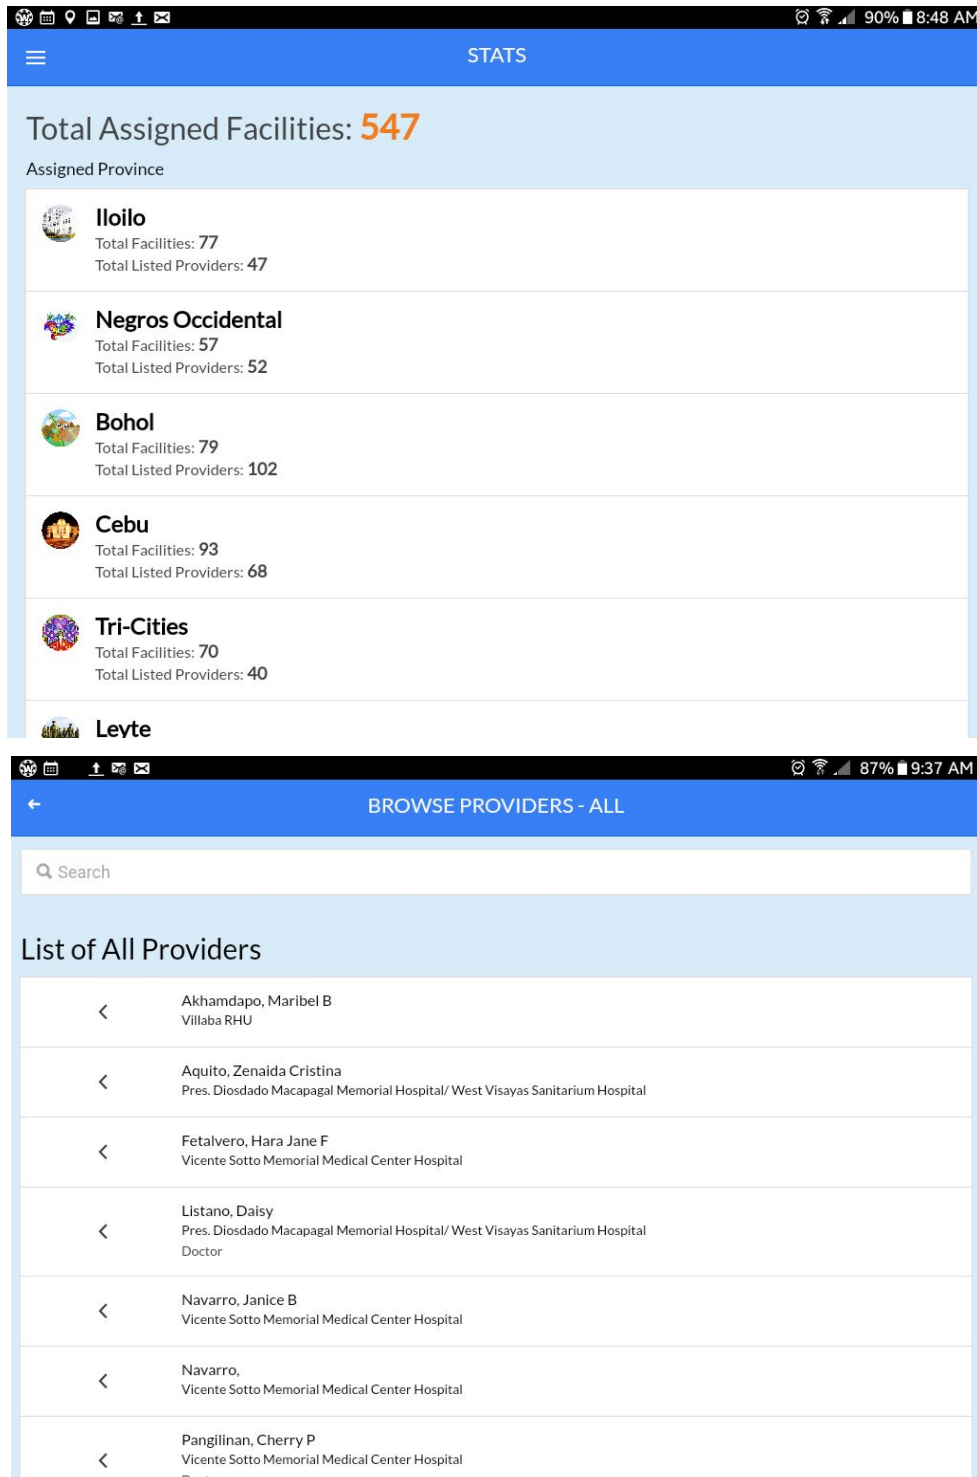 90% 8:48 AM
STATS
Total Assigned Facilities: 547
Assigned Province
Iloilo
Total Facilities: 77
Total Listed Providers: 47
Negros Occidental
Total Facilities: 57
Total Listed Providers: 52
Bohol
Total Facilities: 79
Total Listed Providers: 102
Cebu
Total Facilities: 93
Total Listed Providers: 68
Tri-Cities
Total Facilities: 70
Total Listed Providers: 40
Leyte
87% 9:37 AM
BROWSE PROVIDERS - ALL
Search
List of All Providers
Akhamdapo, Maribel B
Villaba RHU
Aquito, Zenaida Cristina
Pres. Diosdado Macapagal Memorial Hospital/ West Visayas Sanitarium Hospital
Fetalvero, Hara Jane F
Vicente Sotto Memorial Medical Center Hospital
Listano, Daisy
Pres. Diosdado Macapagal Memorial Hospital/ West Visayas Sanitarium Hospital
Doctor
Navarro, Janice B
Vicente Sotto Memorial Medical Center Hospital
Navarro,
Vicente Sotto Memorial Medical Center Hospital
Pangilinan, Cherry P
Vicente Sotto Memorial Medical Center Hospital